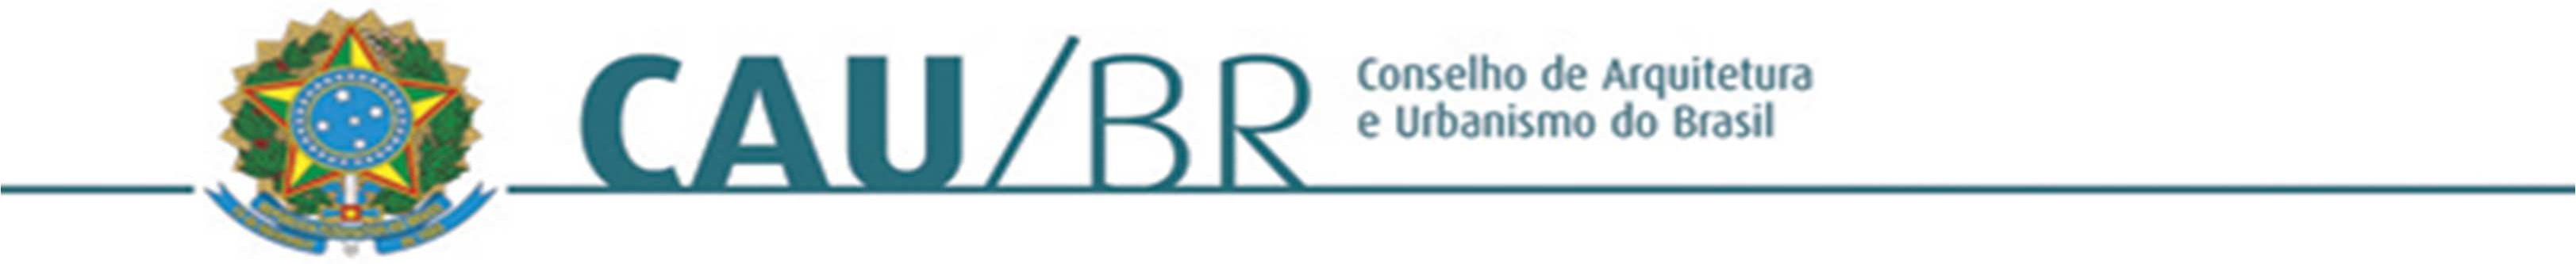 CAU/BR
Conselho de Arquitetura
e Urbanismo do Brasil